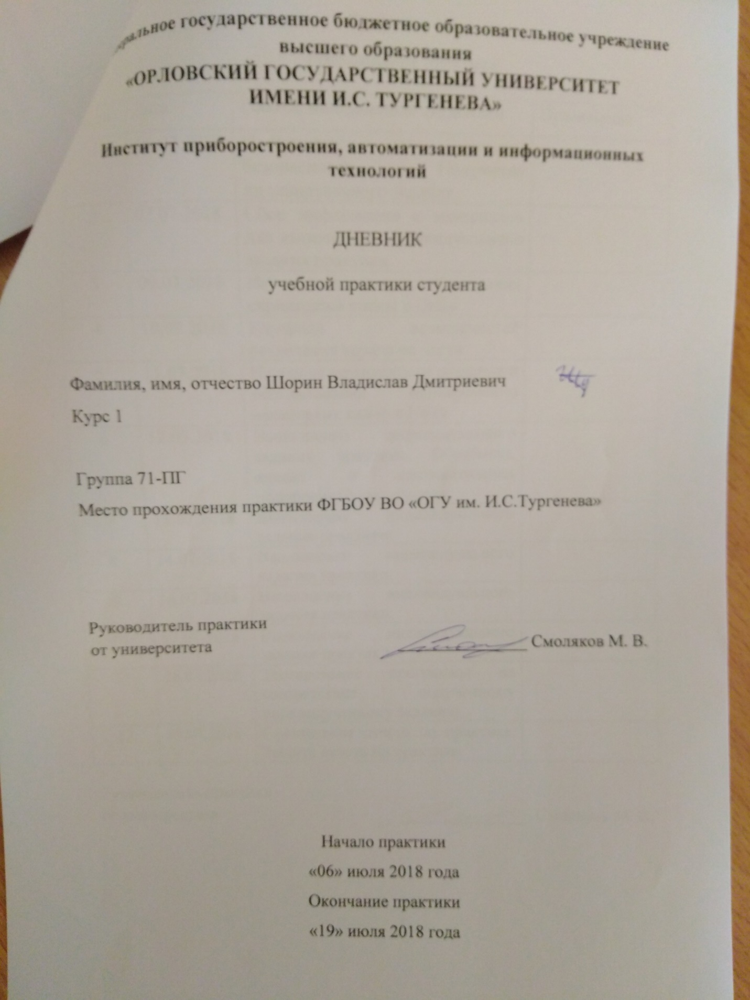 государственное бюджетное образовательное учреждение
высшего образования
«ОРЛОВСКИЙ ГОСУДАРСТВЕННЫЙ УНИВЕРСИТЕТ
ИМЕНИ И.С. ТУРГЕНЕВА»
Институт приборостроения, автоматизации и информационных
технологий
ДНЕВНИК
учебной практики студента
Фамилия, имя, отчество Шорин Владислав Дмитриевич
Курс 1
Группа 71-ПГ
Место прохождения практики ФГБОУ ВО «ОГУ им. И.С.Тургенева»
Руководитель практики
от университета
Смоляков М. В.
Начало практики
«06» июля 2018 года
Окончание практики
«19» июля 2018 года